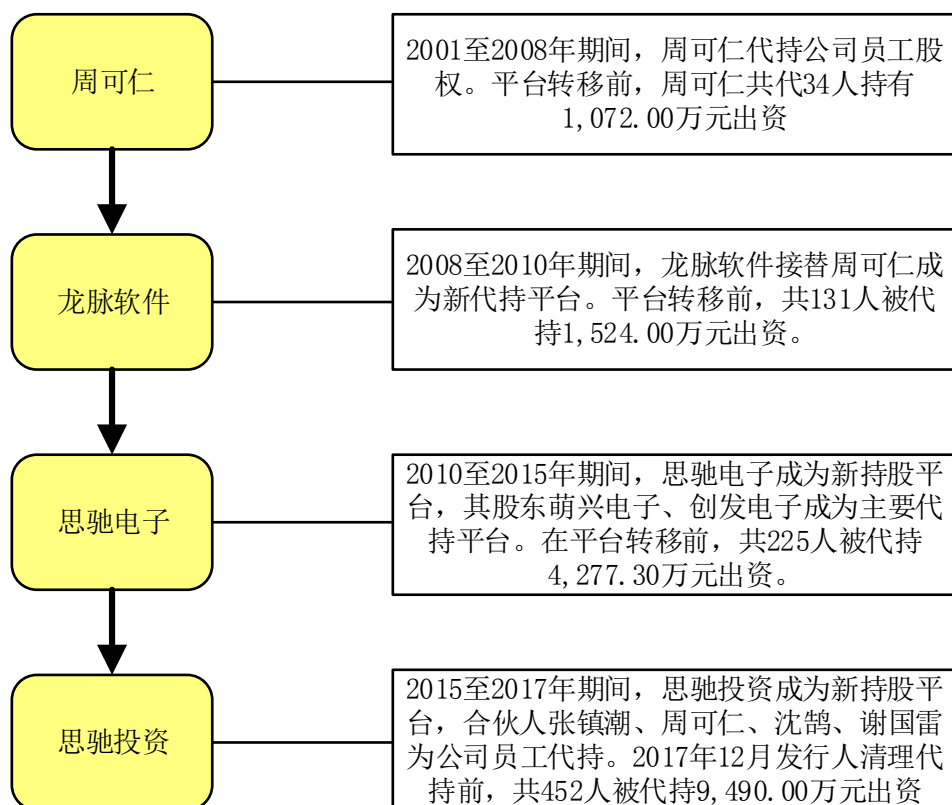 周可仁
2001至2008年期间，周可仁代持公司员工股
权。平台转移前，周可仁共代34人持有
1,072.00万元出资
龙脉软件
2008至2010年期间，龙脉软件接替周可仁成
为新代持平台。平台转移前，共131人被代
持1,524.00万元出资。
思驰电子
2010至2015年期间，思驰电子成为新持股平
台，其股东萌兴电子、创发电子成为主要代
持平台。在平台转移前，共225人被代持
4,277.30万元出资。
思驰投资
2015至2017年期间，思驰投资成为新持股平
台，合伙人张镇潮、周可仁、沈鹄、谢国雷
为公司员工代持。2017年12月发行人清理代
持前，共452人被代持9,490.00万元出资